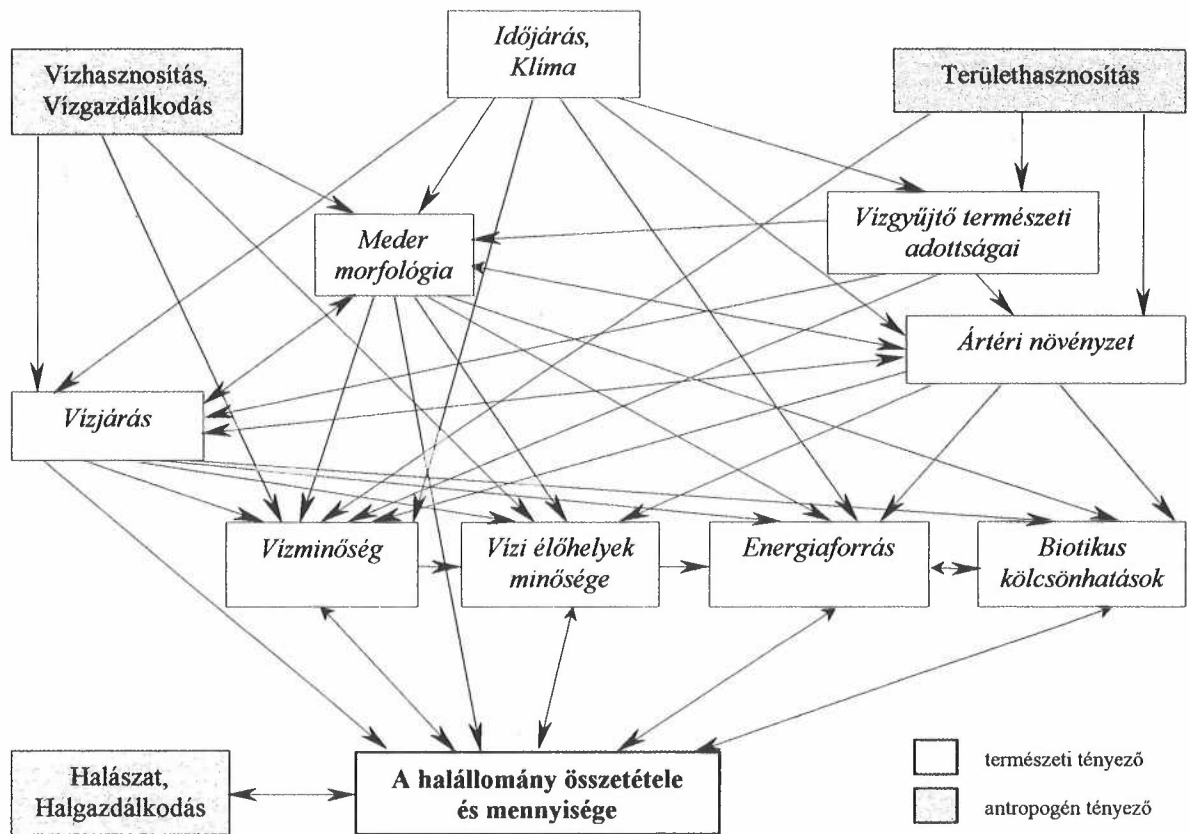 Időjárás,
Klíma
Vízhasznosítás,
Vízgazdálkodás
Területhasznosítás
Meder
morfológia
Vízgyűjtő természeti
adottságai
Ártéri növényzet
Vízjárás
Vízminőség
Vízi élőhelyek
minősége
Energiaforrás
Biotikus
kölcsönhatások
Halászat,
Halgazdálkodás
A halállomány összetétele
és mennyisége
természeti tényező
antropogén tényező